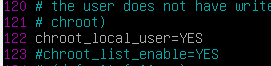 120 # the user does not have write
121 # chroot)
122 chroot_local_user=YES
123 #chroot_list_enable=YES